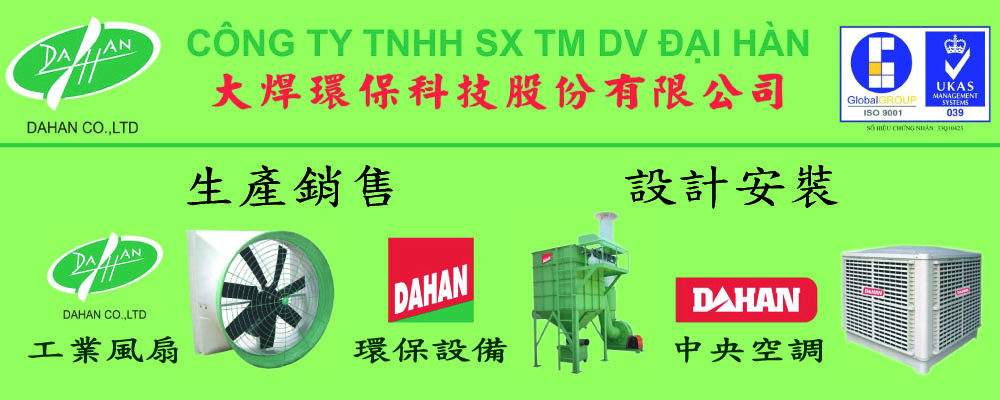 DAHAN
DAHAN CO.,LTD
CÔNG TY TNHH SX TM DV ĐẠI HÀN
大焊環保科技股份有限公司
GlobalGROUP
ISO 9001
UKAS
MANAGEMENT
SYSTEMS
039
SỐ HIỆU CHỨNG NHẬN: 33Q10423
生產銷售
設計安裝
DAHAN
DAHAN CO.,LTD
工業風扇
DAHAN
環保設備
DAHAN
中央空調
DAHAN
DAHAN